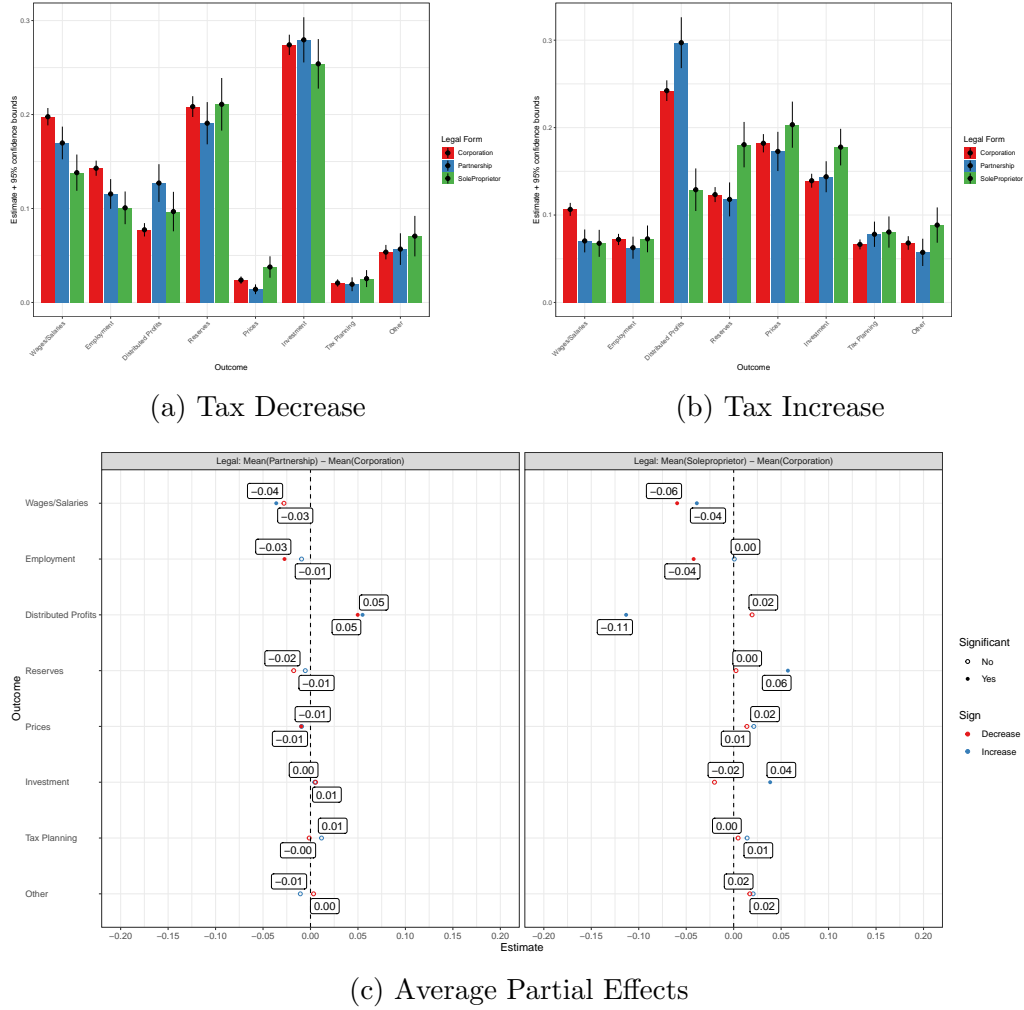 0.3
0.2
0.1
0.0
Estimate + 95% confidence bounds
Wages/Salaries
Employment
Distributed Profits
Reserves
Prices
Investment
Tax Planning
Other
Outcome
Legal Form
Corporation
Partnership
SoleProprietor
(a) Tax Decrease
0.3
0.2
0.1
0.0
Estimate + 95% confidence bounds
Wages/Salaries
Employment
Distributed Profits
Reserves
Prices
Investment
Tax Planning
Other
Outcome
Legal Form
Corporation
Partnership
SoleProprietor
(b) Tax Increase
Legal: Mean(Partnership) − Mean(Corporation)
Legal: Mean(Soleproprietor) − Mean(Corporation)
Outcome
Wages/Salaries
Employment
Distributed Profits
Reserves
Prices
Investment
Tax Planning
Other
−0.04
−0.03
−0.03
−0.01
0.05
0.05
−0.02
−0.01
−0.01
−0.01
0.00
0.01
0.01
−0.00
−0.01
0.00
−0.06
−0.04
0.00
−0.04
0.02
−0.11
0.00
0.06
0.02
0.01
−0.02
0.04
0.00
0.01
0.02
0.02
−0.20 −0.15 −0.10 −0.05 0.00 0.05 0.10 0.15 0.20
−0.20 −0.15 −0.10 −0.05 0.00 0.05 0.10 0.15 0.20
Estimate
Significant
No
Yes
Sign
Decrease
Increase
(c) Average Partial Effects